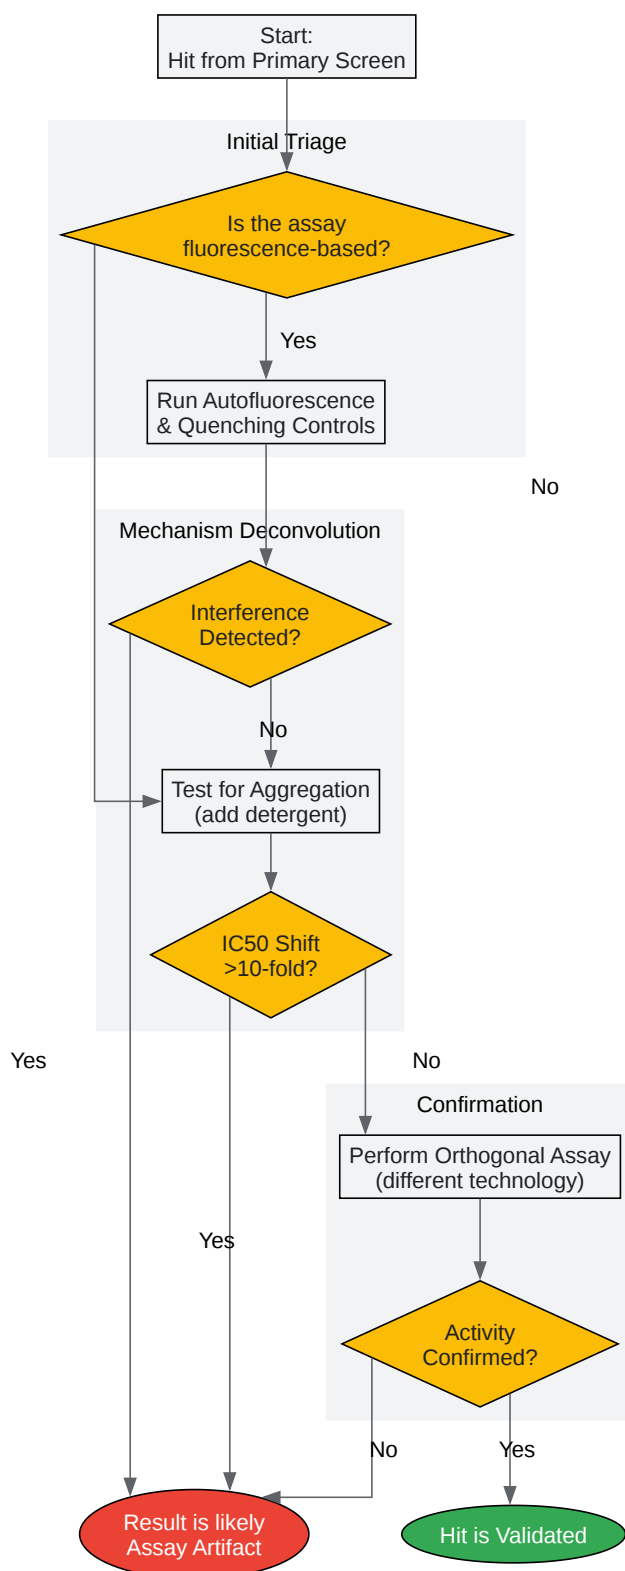 Start:
Hit from Primary Screen
Initial Triage
Is the assay
fluorescence-based?
Yes
Run Autofluorescence
& Quenching Controls
No
Mechanism Deconvolution
Interference
Detected?
No
Test for Aggregation
(add detergent)
IC50 Shift
>10-fold?
Yes
No
Confirmation
Perform Orthogonal Assay
(different technology)
Yes
Activity
Confirmed?
No
Yes
Result is likely
Assay Artifact
Hit is Validated